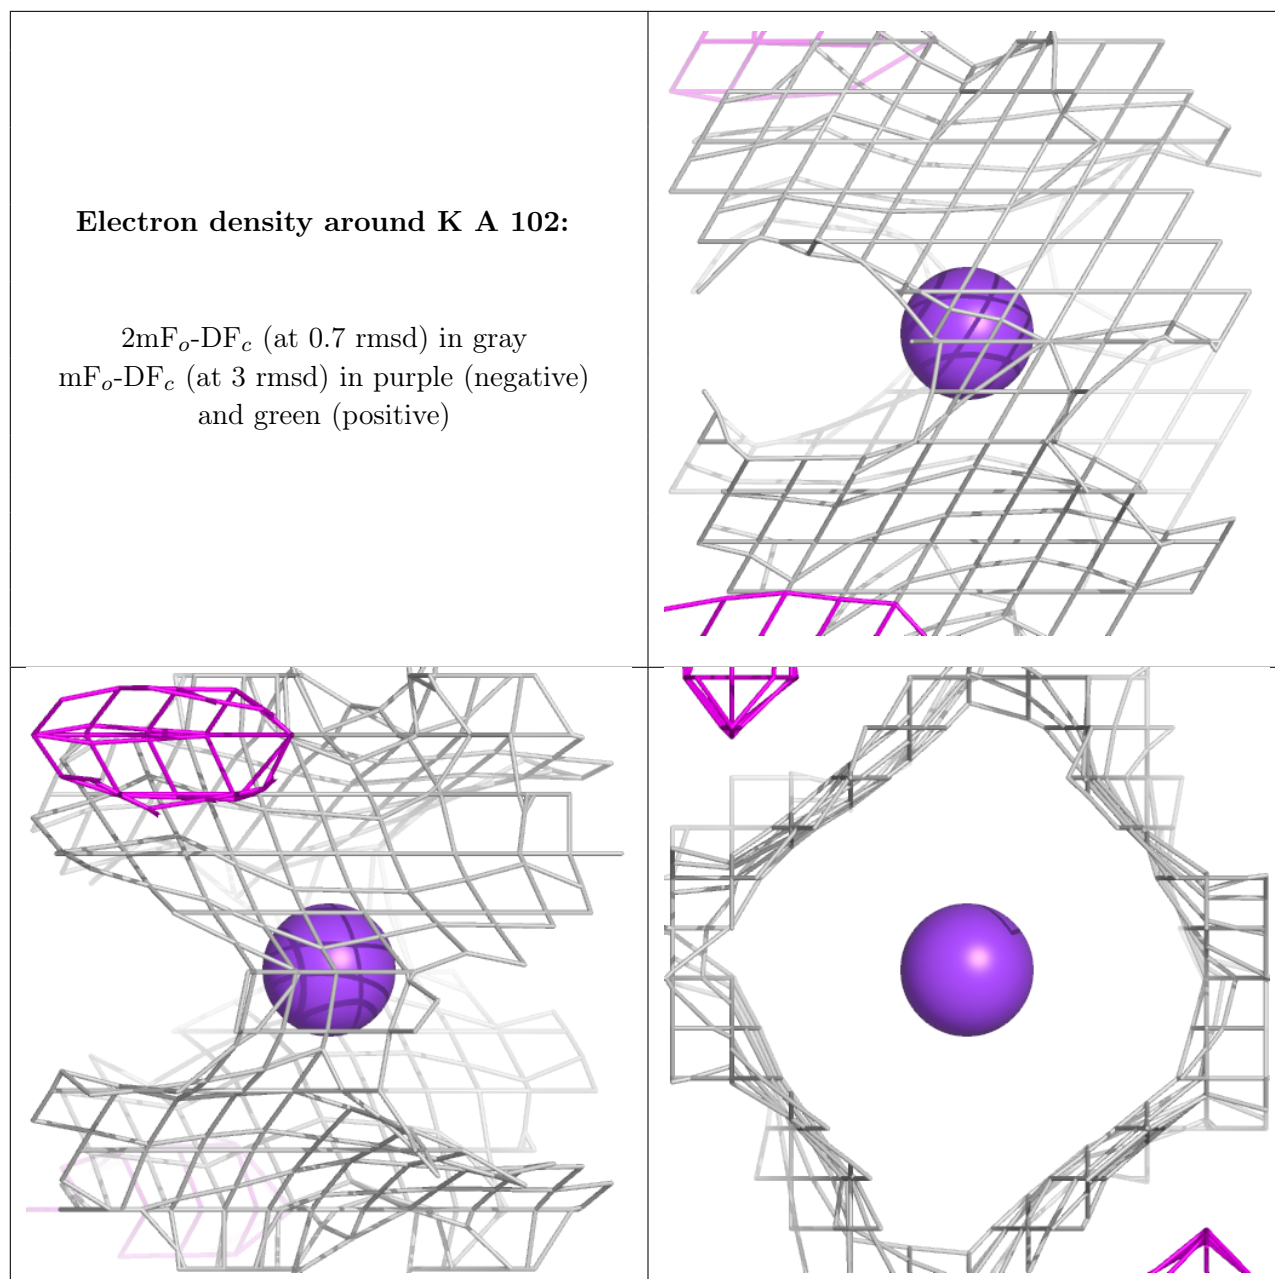 Electron density around K A 102:
2mFo-DFc (at 0.7 rmsd) in gray
mFo-DFc (at 3 rmsd) in purple (negative)
and green (positive)